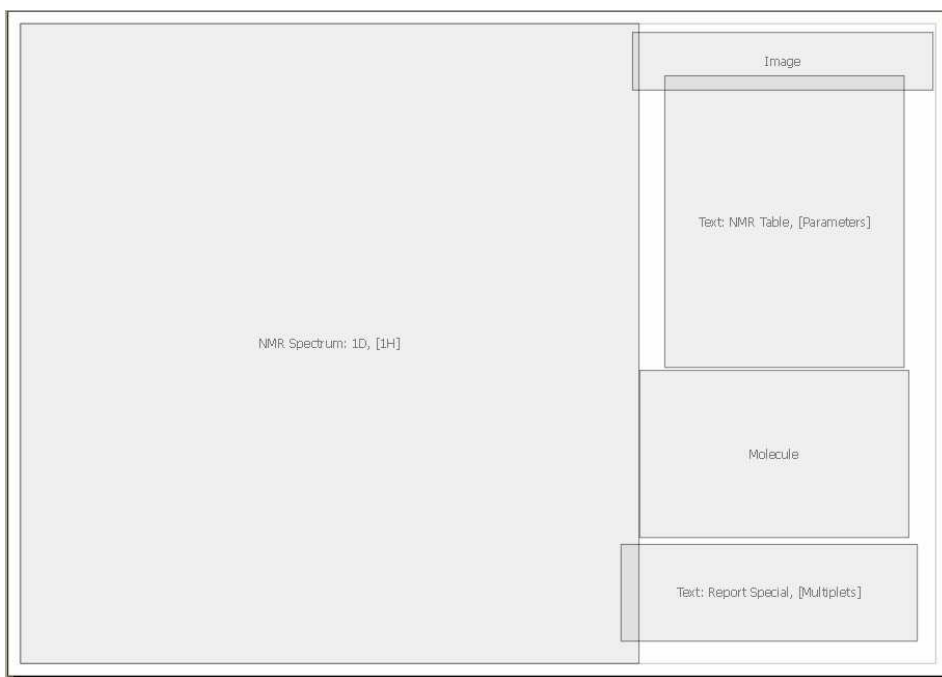 Image
Text: NMR Table, [Parameters]
NMR Spectrum: 1D, [1H]
Molecule
Text: Report Special, [Multiplets]